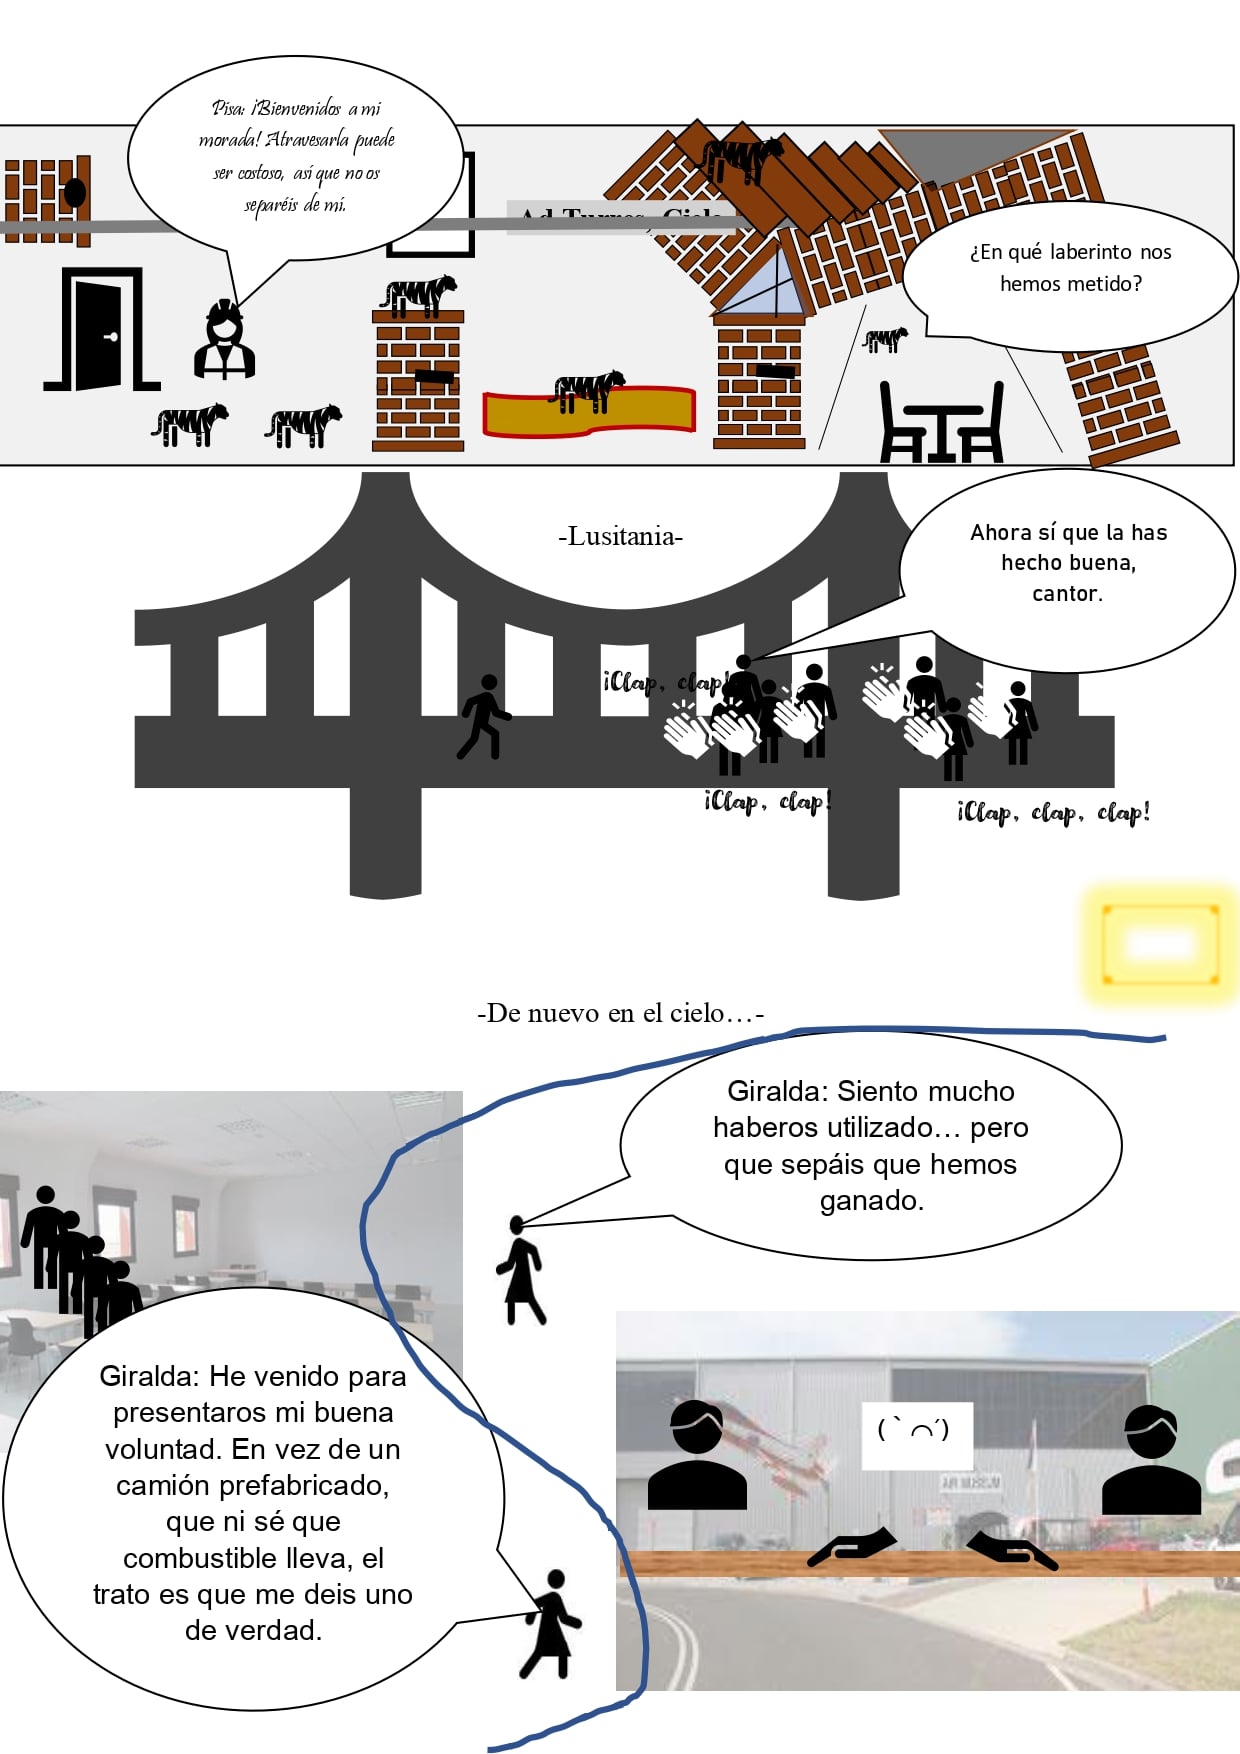 Pisa: ¡Bienvenidos a mi
morada! Atravesarla puede
ser costoso, así que no os
separéis de mí.
Ad Turres, Cielo
¿En qué laberinto nos
hemos metido?
-Lusitania-
Ahora sí que la has
hecho buena,
cantor.
¡Clap, clap!
¡Clap, clap!
¡Clap, clap, clap!
-De nuevo en el cielo…-
Giralda: Siento mucho
haberos utilizado… pero
que sepáis que hemos
ganado.
Giralda: He venido para
presentaros mi buena
voluntad. En vez de un
camión prefabricado,
que ni sé que
combustible lleva, el
trato es que me deis uno
de verdad.
( ` ⌒´)